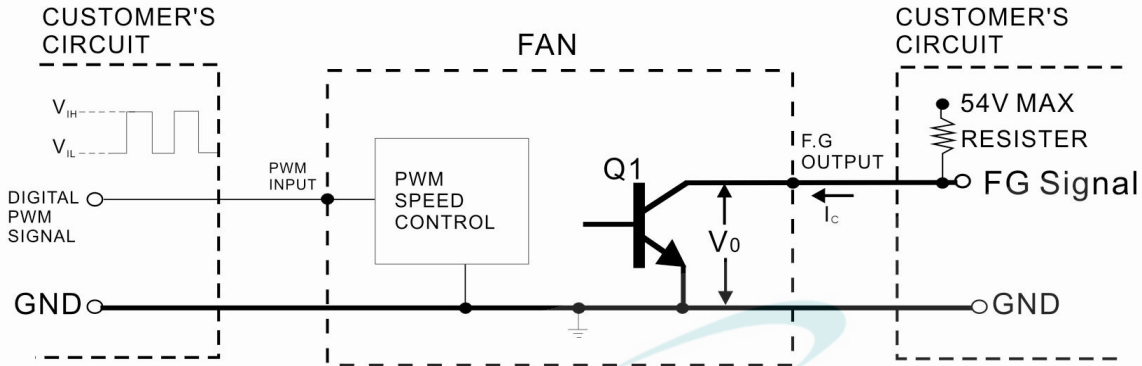 CUSTOMER'S
CIRCUIT
V_IH
V_IL
DIGITAL
PWM
SIGNAL
GND
FAN
PWM
INPUT
PWM
SPEED
CONTROL
Q1
V0
F.G
OUTPUT
Ic
CUSTOMER'S
CIRCUIT
54V MAX
RESISTER
FG Signal
GND